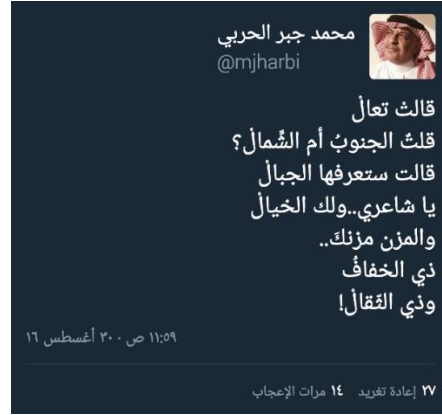 محمد جبر الحربي
@mjharbi
قالتْ تعالْ
قلتُ الجنوبُ أم الشَّمالْ؟
قالت ستعرفها الجبالْ
يا شاعري..ولك الخيالْ
والمزن مزنكَ..
ذي الخفافُ
وذي الثّقالْ!
١١:٥٩ ص · ٣٠ أغسطس ١٦
٢٧ إعادة تغريد ١٤ مرات الإعجاب